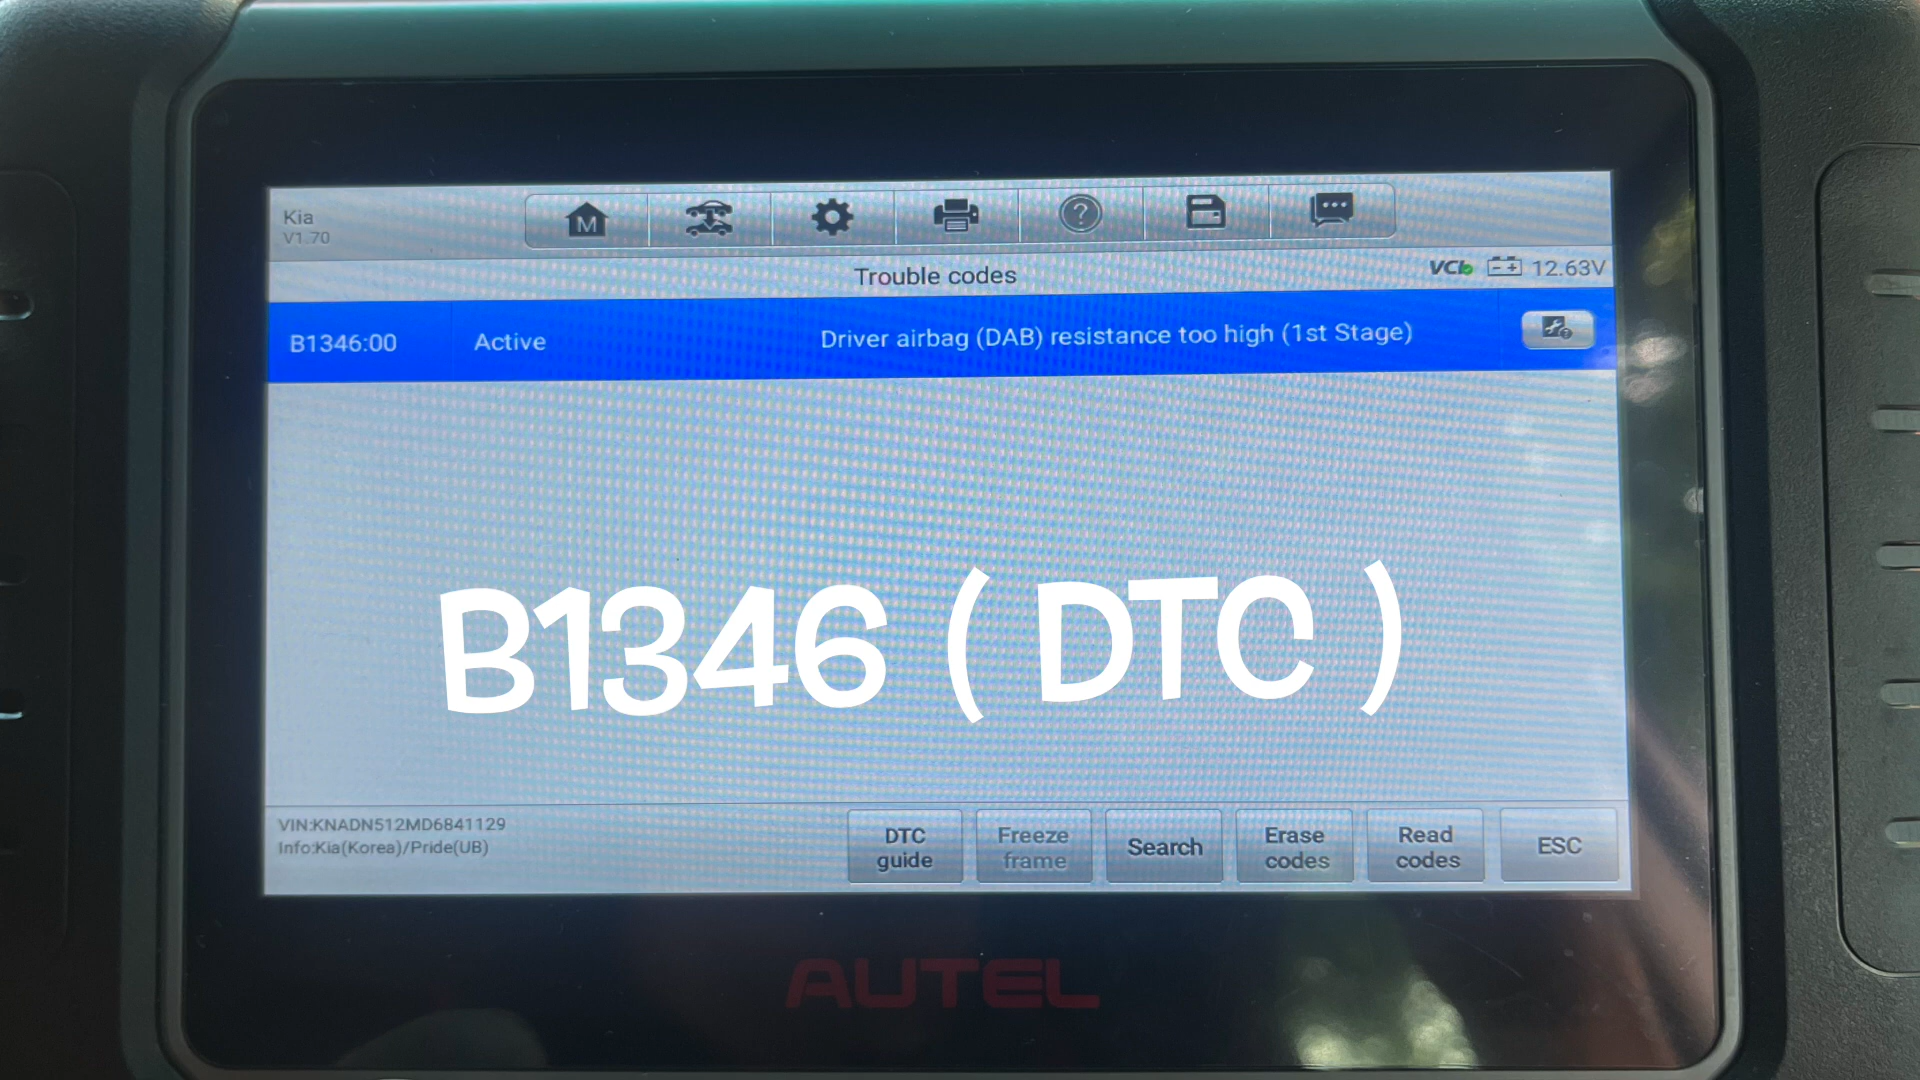 Kia
V1.70
M
?
Trouble codes
VCI 12.63V
B1346:00 Active Driver airbag (DAB) resistance too high (1st Stage)
B1346 ( DTC )
VIN:KNADN512MD6841129
Info:Kia(Korea)/Pride(UB)
DTC guide
Freeze frame
Search
Erase codes
Read codes
ESC
AUTEL